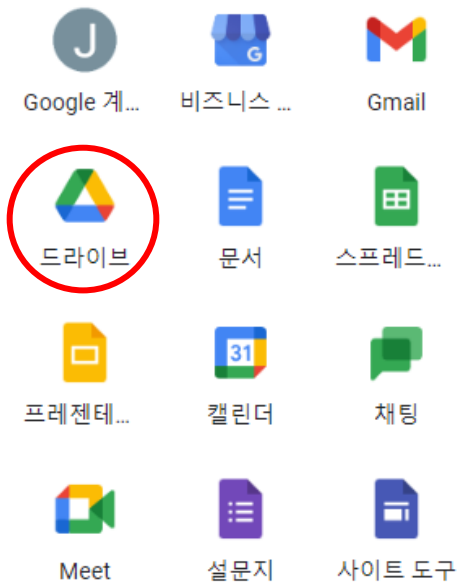 J
Google 계...
비즈니스 ...
G
Gmail
드라이브
문서
스프레드...
프레젠테...
31
캘린더
채팅
Meet
설문지
사이트 도구